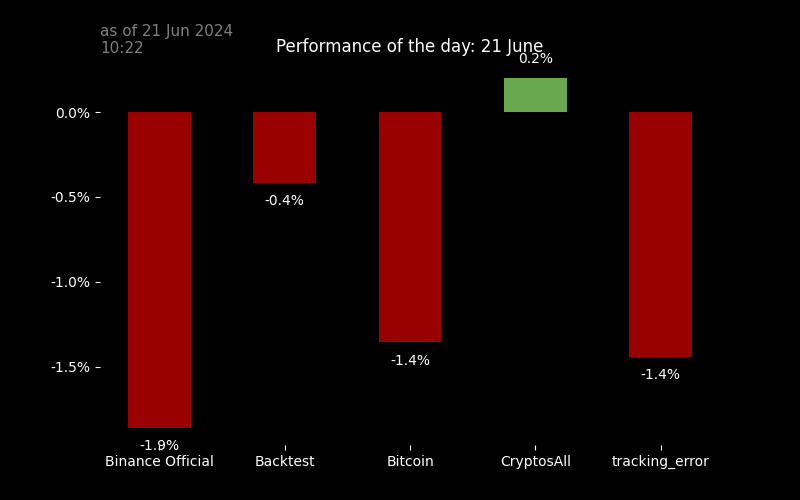 as of 21 Jun 2024
10:22
Performance of the day: 21 June
0.2%
0.0%
-0.5%
-0.4%
-1.0%
-1.4%
-1.5%
-1.4%
-1.9%
Binance Official
Backtest
Bitcoin
CryptosAll
tracking_error